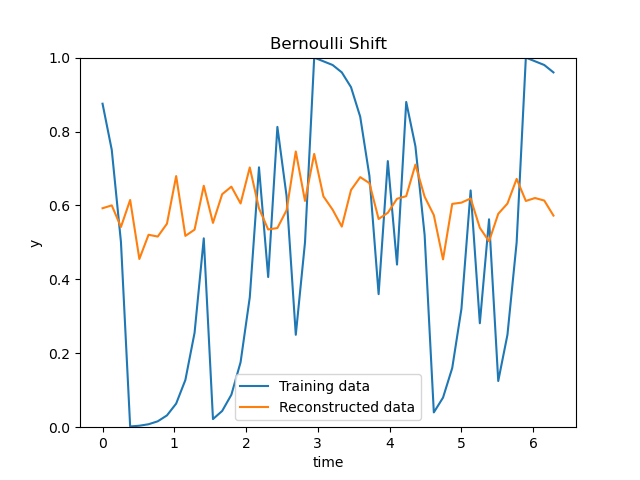 Bernoulli Shift
1.0
0.8
0.6
0.4
0.2
0.0
y
0 1 2 3 4 5 6
time
Training data
Reconstructed data